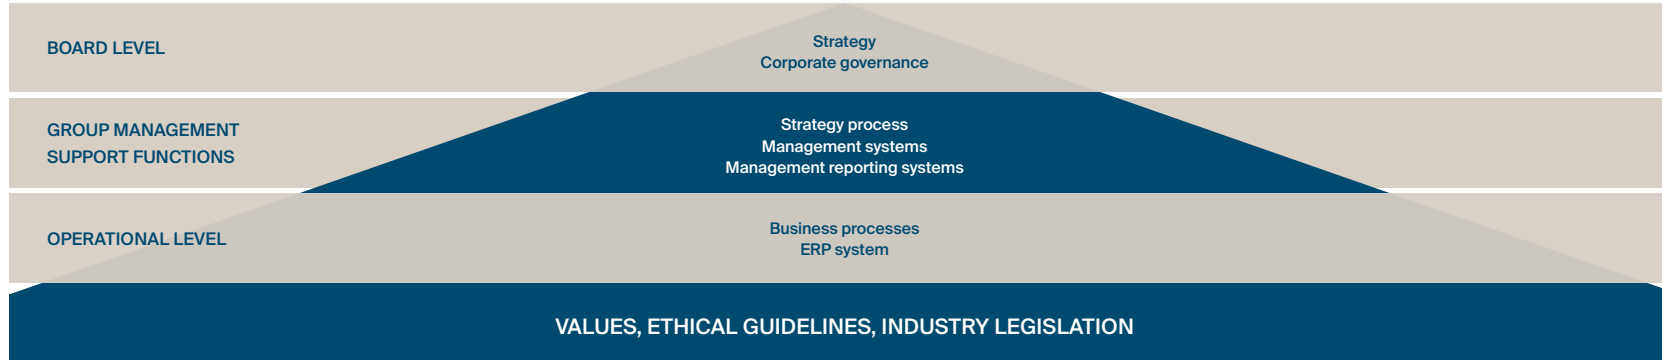 BOARD LEVEL
Strategy
Corporate governance
GROUP MANAGEMENT
SUPPORT FUNCTIONS
Strategy process
Management systems
Management reporting systems
OPERATIONAL LEVEL
Business processes
ERP system
VALUES, ETHICAL GUIDELINES, INDUSTRY LEGISLATION